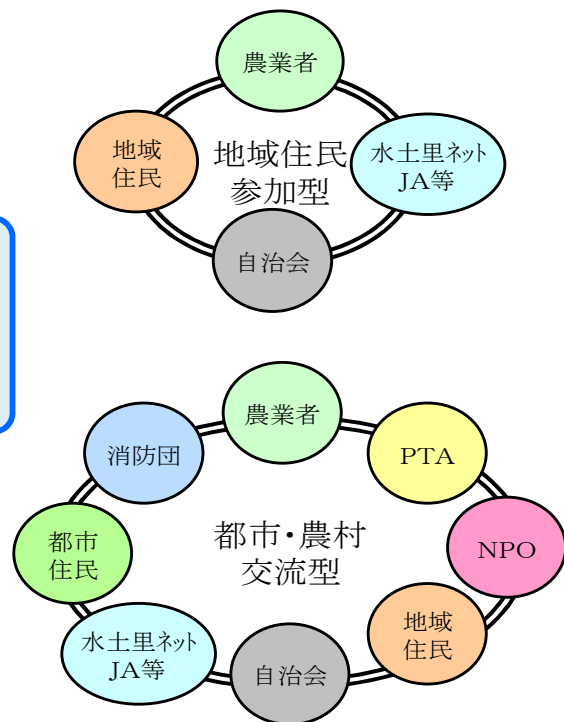 農業者
地域
住民
地域住民
参加型
水土里ネット
JA等
自治会
農業者
消防団
PTA
都市
住民
都市・農村
交流型
NPO
地域
住民
水土里ネット
JA等
自治会